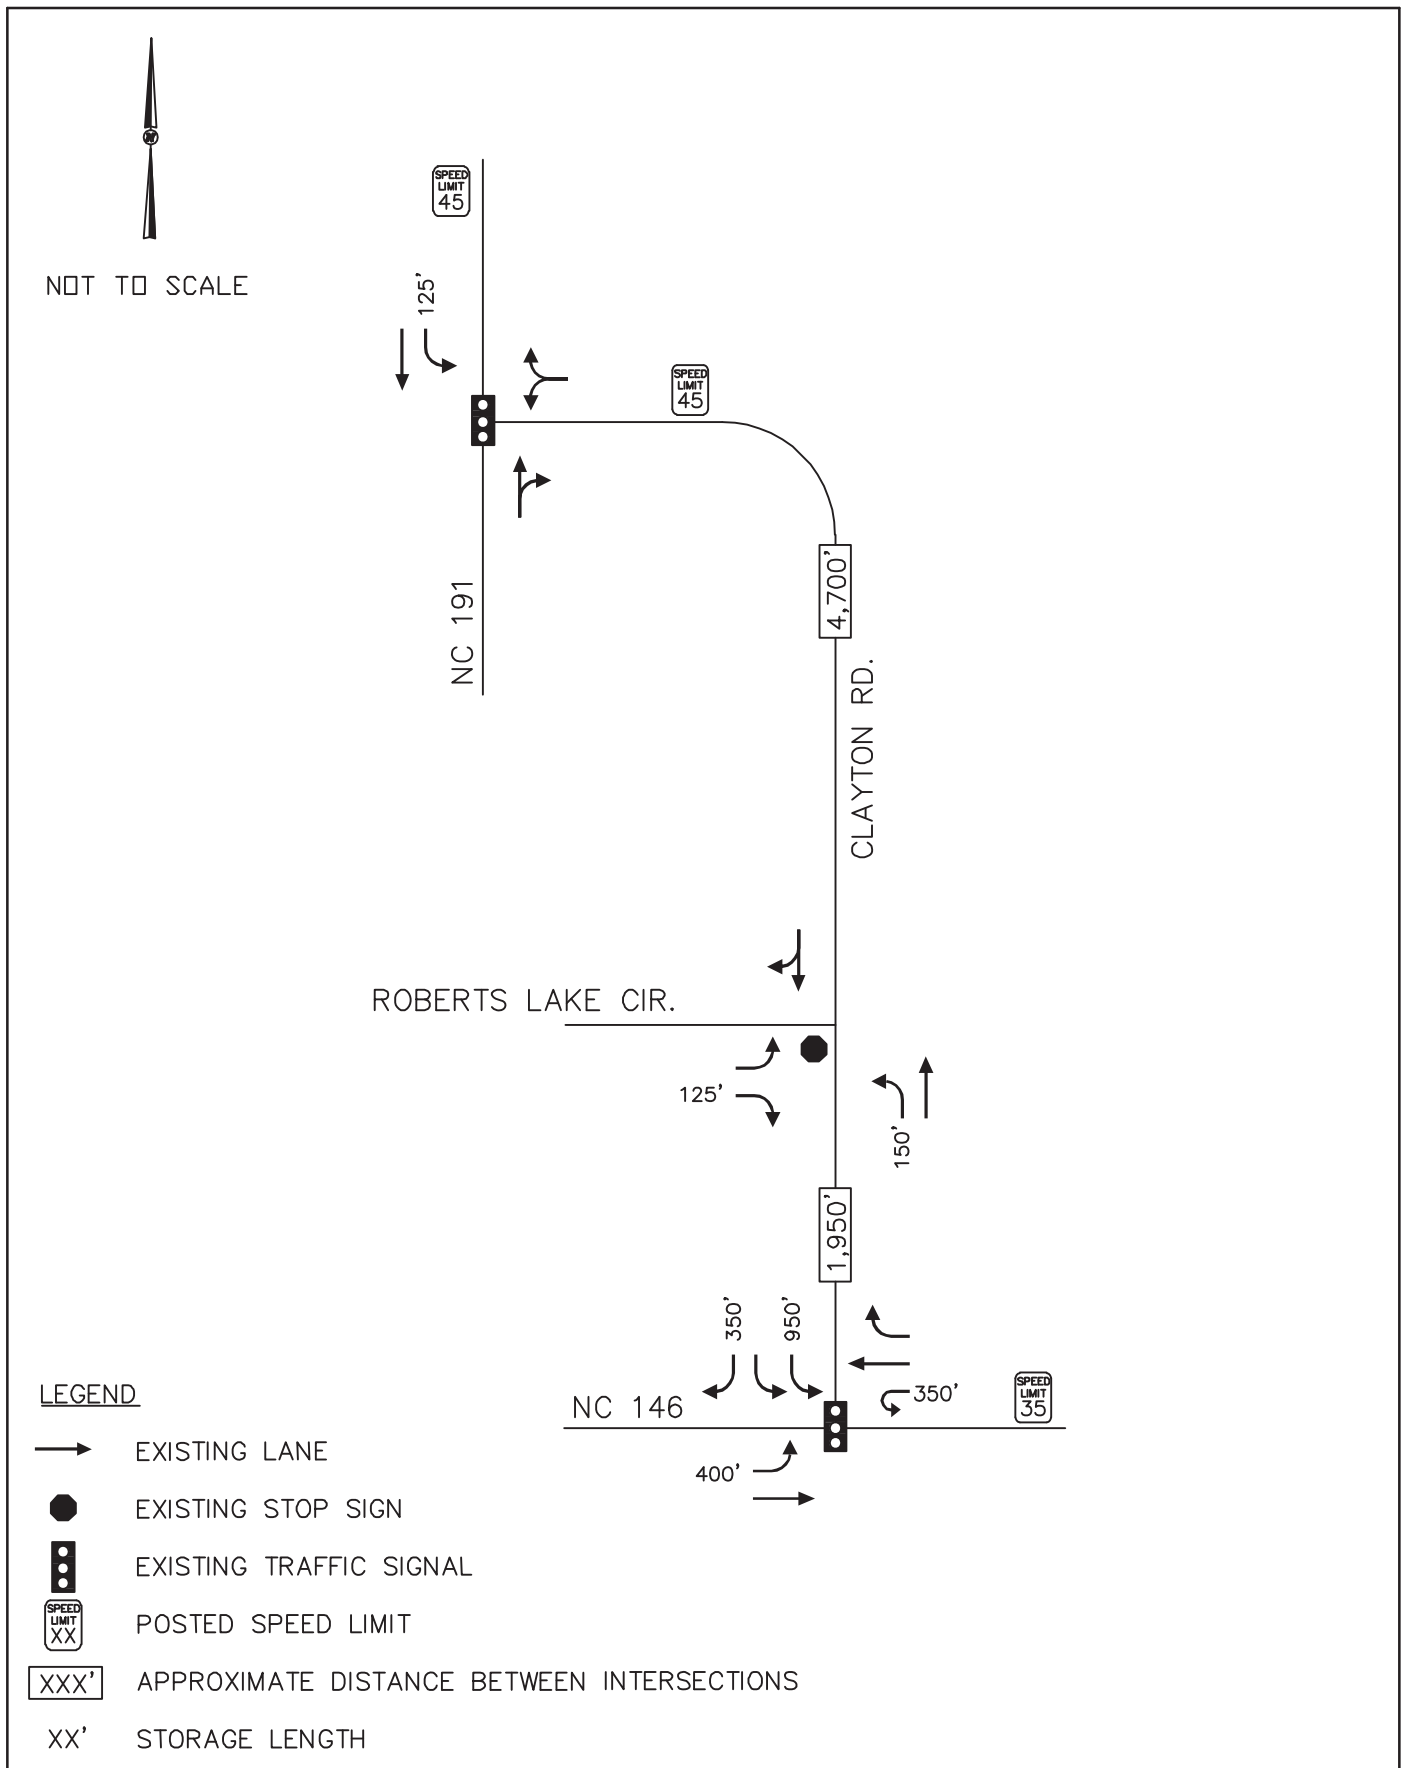 N
NOT TO SCALE
SPEED
LIMIT
45
125'
SPEED
LIMIT
45
NC 191
4,700'
CLAYTON RD.
ROBERTS LAKE CIR.
125'
150'
1,950'
350'
950'
NC 146
350'
SPEED
LIMIT
35
400'
LEGEND
EXISTING LANE
EXISTING STOP SIGN
EXISTING TRAFFIC SIGNAL
SPEED
LIMIT
XX
POSTED SPEED LIMIT
XXX' APPROXIMATE DISTANCE BETWEEN INTERSECTIONS
XX' STORAGE LENGTH